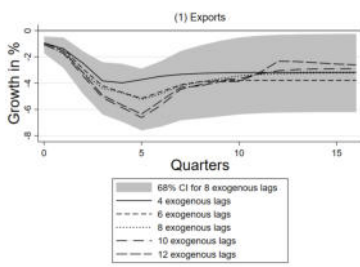 (1) Exports
Growth in %
0
-2
-4
-6
-8
0
5
10
15
Quarters
68% CI for 8 exogenous lags
4 exogenous lags
6 exogenous lags
8 exogenous lags
10 exogenous lags
12 exogenous lags